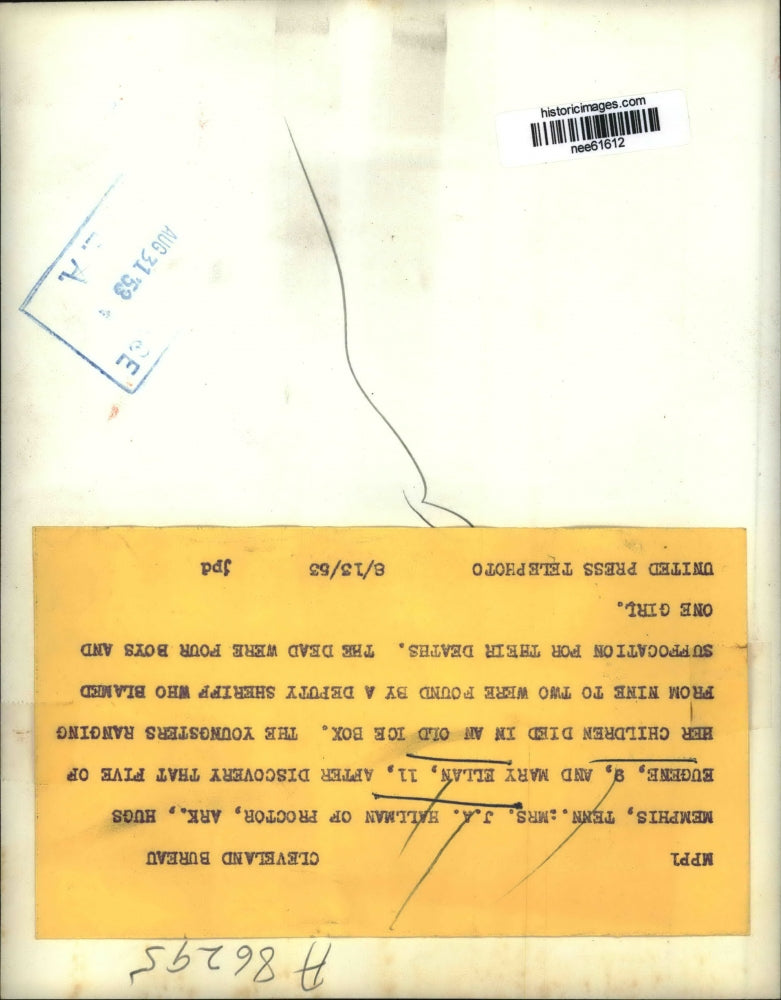 historicimages.com
nee61612
AUG 31 '53
MPP1 CLEVELAND BUREAU
MEMPHIS, TENN.:MRS. J.A. HALLMAN OF PROCTOR, ARK., HUGS
EUGENE, 9, AND MARY ELLAN, 11, AFTER DISCOVERY THAT FIVE OF
HER CHILDREN DIED IN AN OLD ICE BOX. THE YOUNGSTERS RANGING
FROM NINE TO TWO WERE FOUND BY A DEPUTY SHERIFF WHO BLAMED
SUFFOCATION FOR THEIR DEATHS. THE DEAD WERE FOUR BOYS AND
ONE GIRL.
UNITED PRESS TELEPHOTO 8/13/53 jpd
A 86295